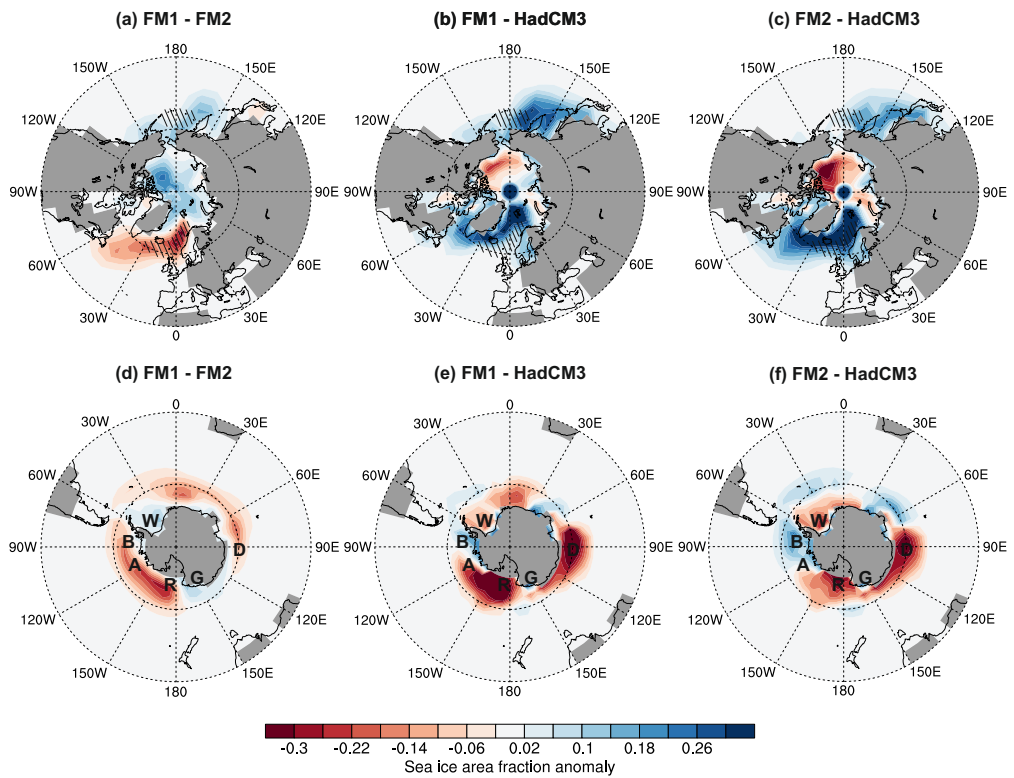 (a) FM1 - FM2
(b) FM1 - HadCM3
(c) FM2 - HadCM3
180 180 180
150W 150E 150W 150E 150W 150E
120W 120E 120W 120E 120W 120E
90W 90E 90W 90E 90W 90E
60W 60E 60W 60E 60W 60E
30W 30E 30W 30E 30W 30E
0 0 0
(d) FM1 - FM2
(e) FM1 - HadCM3
(f) FM2 - HadCM3
0 0 0
30W 30E 30W 30E 30W 30E
60W 60E 60W 60E 60W 60E
W W W
B B B
90W D 90E 90W D 90E 90W D 90E
A A A
R G R G R G
120W 120E 120W 120E 120W 120E
150W 150E 150W 150E 150W 150E
180 180 180
-0.3 -0.22 -0.14 -0.06 0.02 0.1 0.18 0.26
Sea ice area fraction anomaly